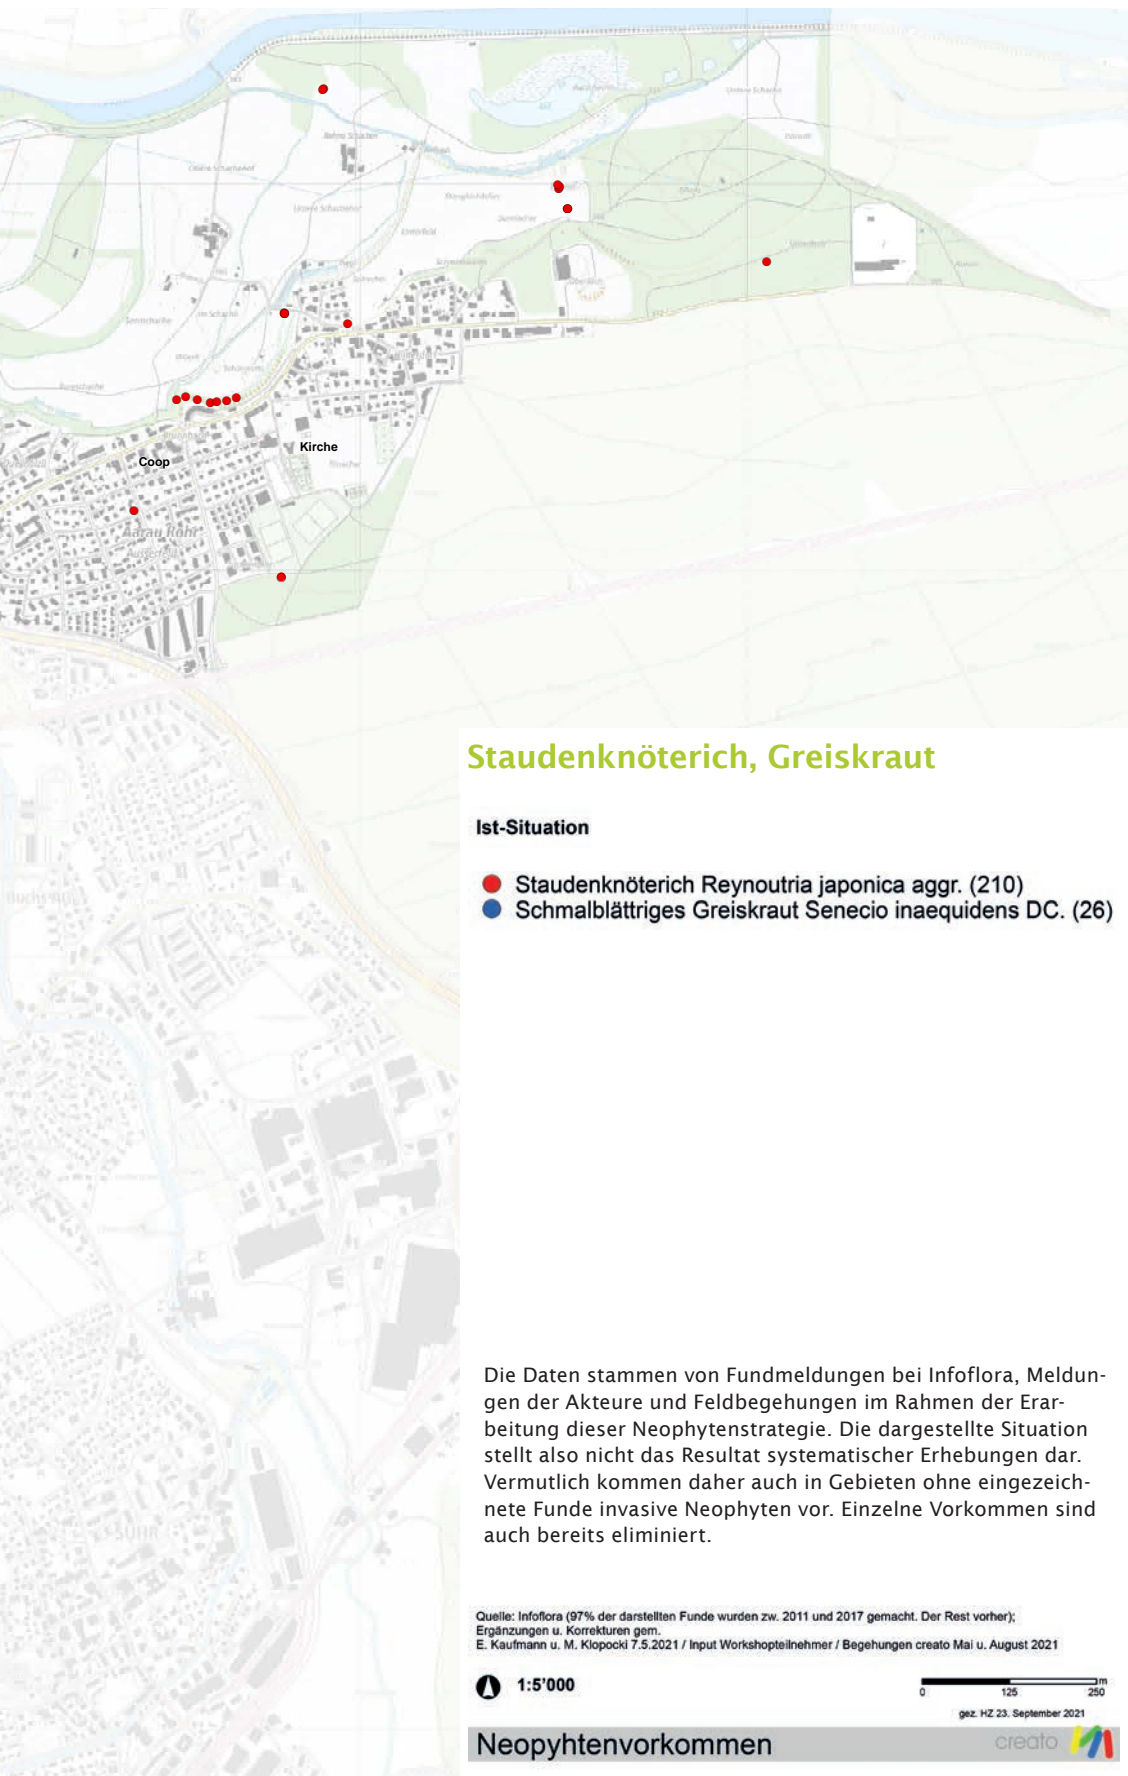 Unterfeld
Kirche
Coop
Aarau Rohr
Ausserfeld
SUHR
Staudenknöterich, Greiskraut
Ist-Situation
Staudenknöterich Reynoutria japonica aggr. (210)
Schmalblättriges Greiskraut Senecio inaequidens DC. (26)
Die Daten stammen von Fundmeldungen bei Infoflora, Meldun-
gen der Akteure und Feldbegehungen im Rahmen der Erar-
beitung dieser Neophytenstrategie. Die dargestellte Situation
stellt also nicht das Resultat systematischer Erhebungen dar.
Vermutlich kommen daher auch in Gebieten ohne eingezeich-
nete Funde invasive Neophyten vor. Einzelne Vorkommen sind
auch bereits eliminiert.
Quelle: Infoflora (97% der darstellten Funde wurden zw. 2011 und 2017 gemacht. Der Rest vorher);
Ergänzungen u. Korrekturen gem.
E. Kaufmann u. M. Klopocki 7.5.2021 / Input Workshopteilnehmer / Begehungen creato Mai u. August 2021
1:5'000
m
0 125 250
gez. HZ 23. September 2021
Neopyhtenvorkommen
creato